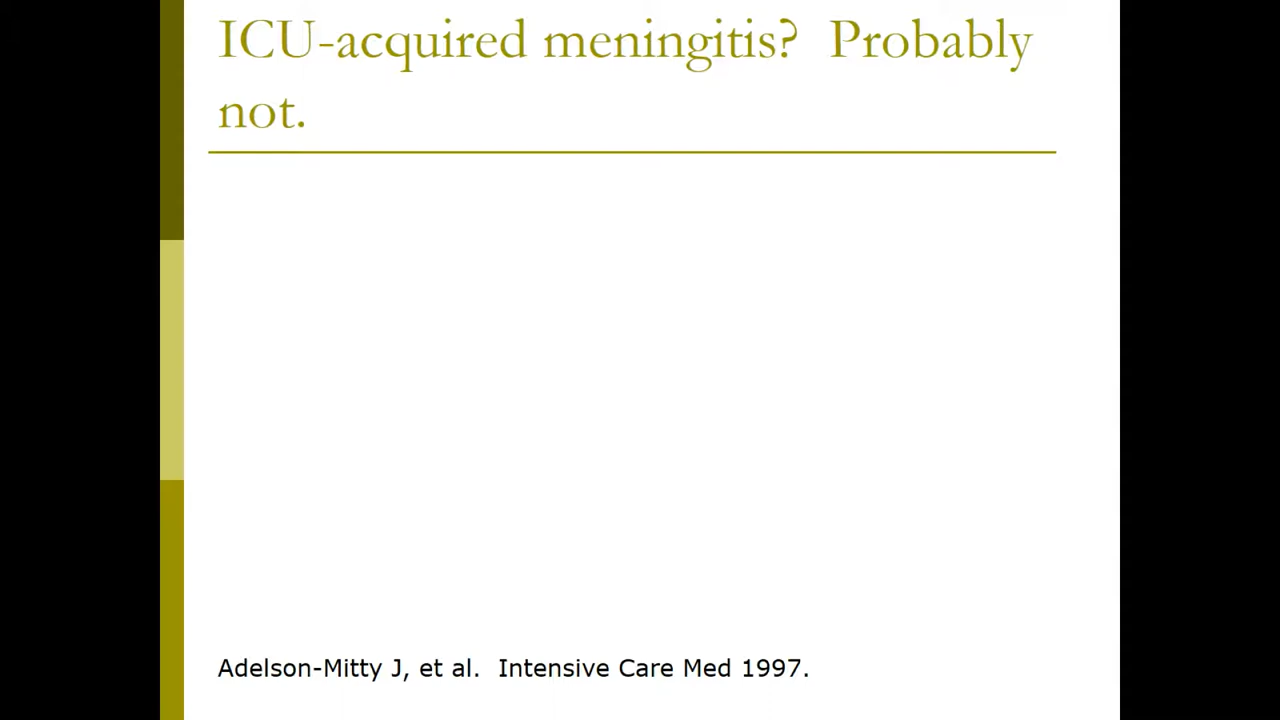 ICU-acquired meningitis?  Probably
not.
Adelson-Mitty J, et al.  Intensive Care Med 1997.